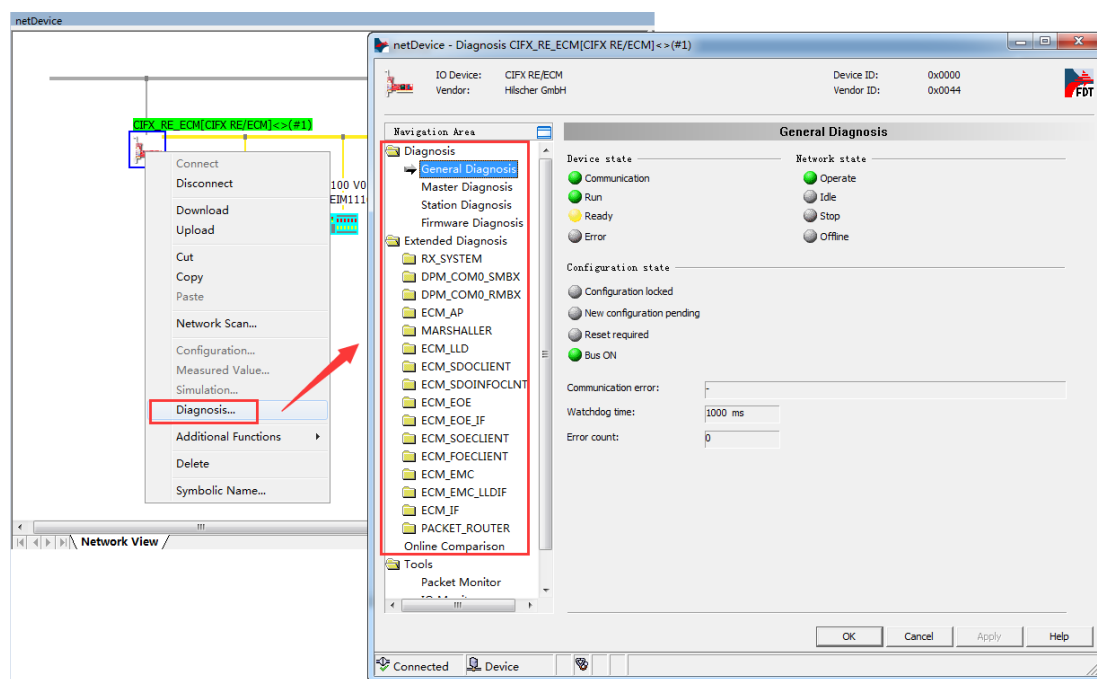 netDevice
CIFX_RE_ECM[CIFX RE/ECM]<>(#1)
100 V0
EIM111
Connect
Disconnect
Download
Upload
Cut
Copy
Paste
Network Scan...
Configuration...
Measured Value...
Simulation...
Diagnosis...
Additional Functions
Delete
Symbolic Name...
Network View
netDevice - Diagnosis CIFX_RE_ECM[CIFX RE/ECM]<>(#1)
IO Device: CIFX RE/ECM Device ID: 0x0000
Vendor: Hilscher GmbH Vendor ID: 0x0044
FDT
Navigation Area
Diagnosis
General Diagnosis
Master Diagnosis
Station Diagnosis
Firmware Diagnosis
Extended Diagnosis
RX_SYSTEM
DPM_COM0_SMBX
DPM_COM0_RMBX
ECM_AP
MARSHALLER
ECM_LLD
ECM_SDOCLIENT
ECM_SDOINFOCLNT
ECM_EOE
ECM_EOE_IF
ECM_SOECLIENT
ECM_FOECLIENT
ECM_EMC
ECM_EMC_LLDIF
ECM_IF
PACKET_ROUTER
Online Comparison
Tools
Packet Monitor
General Diagnosis
Device state Network state
Communication Operate
Run Idle
Ready Stop
Error Offline
Configuration state
Configuration locked
New configuration pending
Reset required
Bus ON
Communication error: -
Watchdog time: 1000 ms
Error count: 0
OK Cancel Apply Help
Connected Device